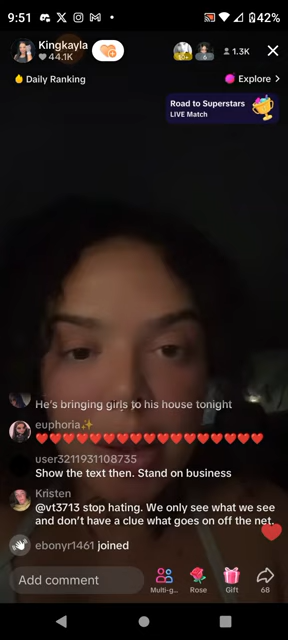 9:51
42%
Kingkayla
44.1K
1.3K
Daily Ranking
Explore >
Road to Superstars
LIVE Match
He's bringing girls to his house tonight
euphoria✨
❤️❤️❤️❤️❤️❤️❤️❤️❤️❤️❤️❤️❤️❤️❤️❤️❤️
user3211931108735
Show the text then. Stand on business
Kristen
@vt3713 stop hating. We only see what we see
and don't have a clue what goes on off the net.
ebonyr1461 joined
Add comment
Multi-g...
Rose
Gift
68